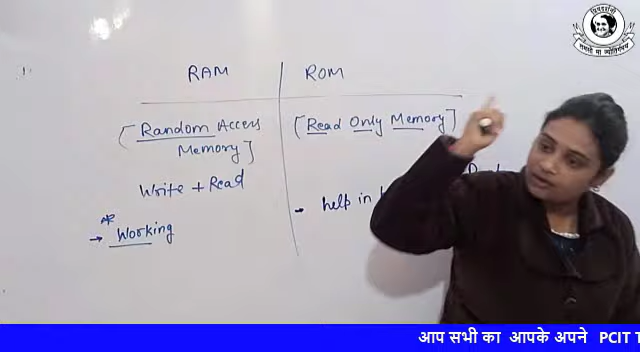 RAM ROM
[Random Access Memory]
[Read Only Memory]
Write + Read
→ Working
→ help in
आप सभी का आपके अपने PCIT